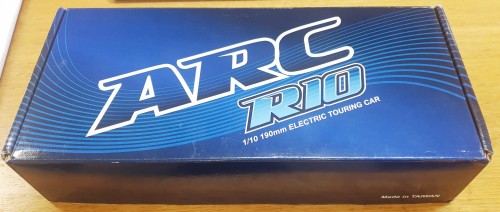 ARC
R10
1/10 190mm ELECTRIC TOURING CAR
Made in TAIWAN